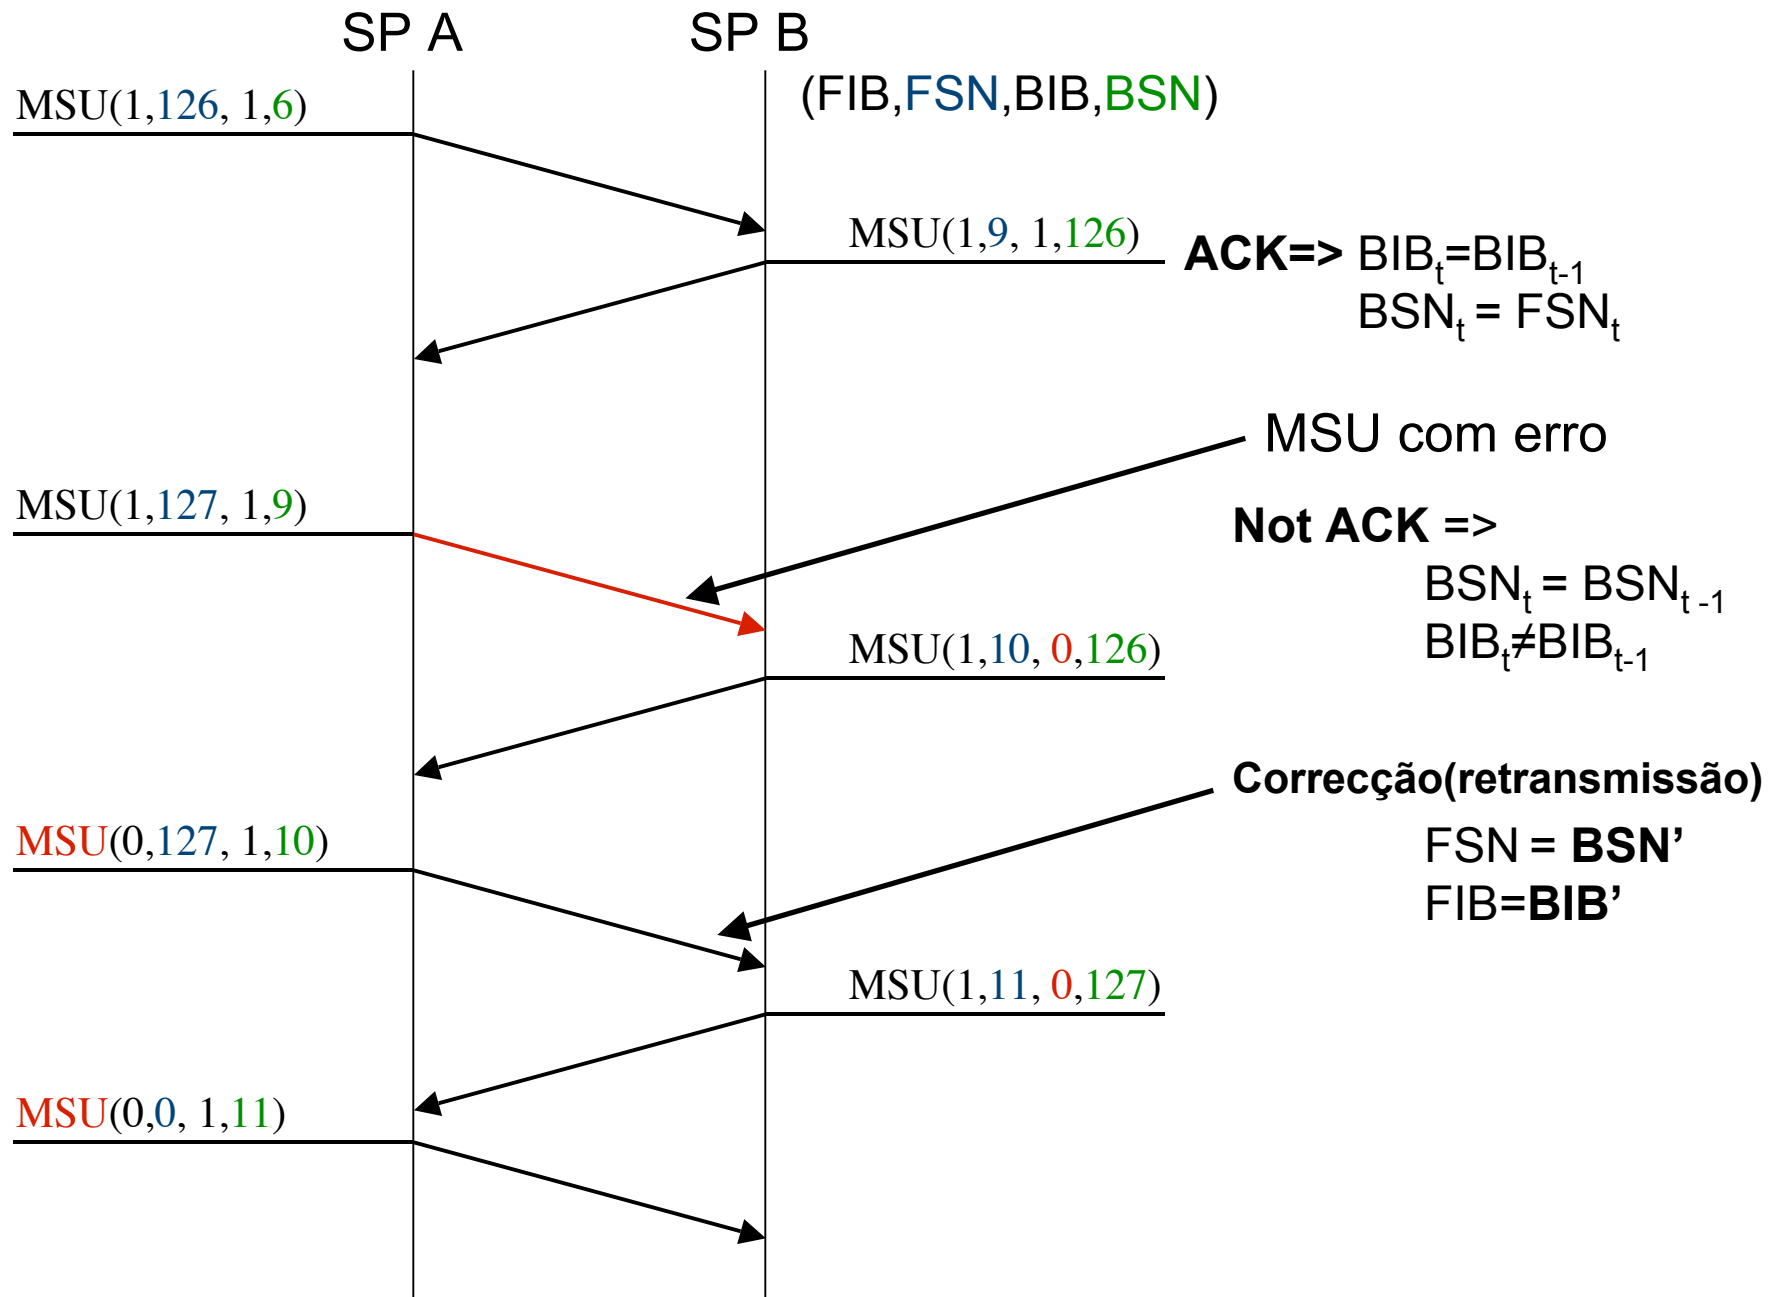 SP A
SP B
(FIB,FSN,BIB,BSN)
MSU(1,126, 1,6)
MSU(1,9, 1,126)
ACK=> BIBt=BIBt-1
BSNt = FSNt
MSU com erro
MSU(1,127, 1,9)
Not ACK =>
BSNt = BSNt -1
BIBt≠BIBt-1
MSU(1,10, 0,126)
Correcção(retransmissão)
FSN = BSN’
FIB=BIB’
MSU(0,127, 1,10)
MSU(1,11, 0,127)
MSU(0,0, 1,11)